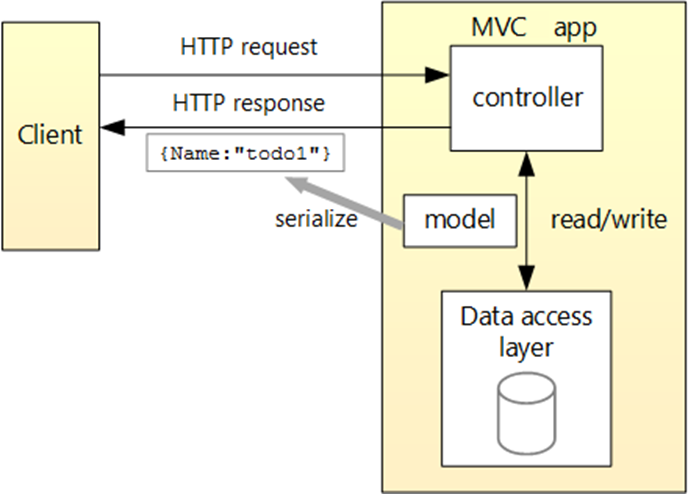 MVC app
HTTP request
controller
HTTP response
Client
{Name:"todo1"}
serialize
model
read/write
Data access
layer